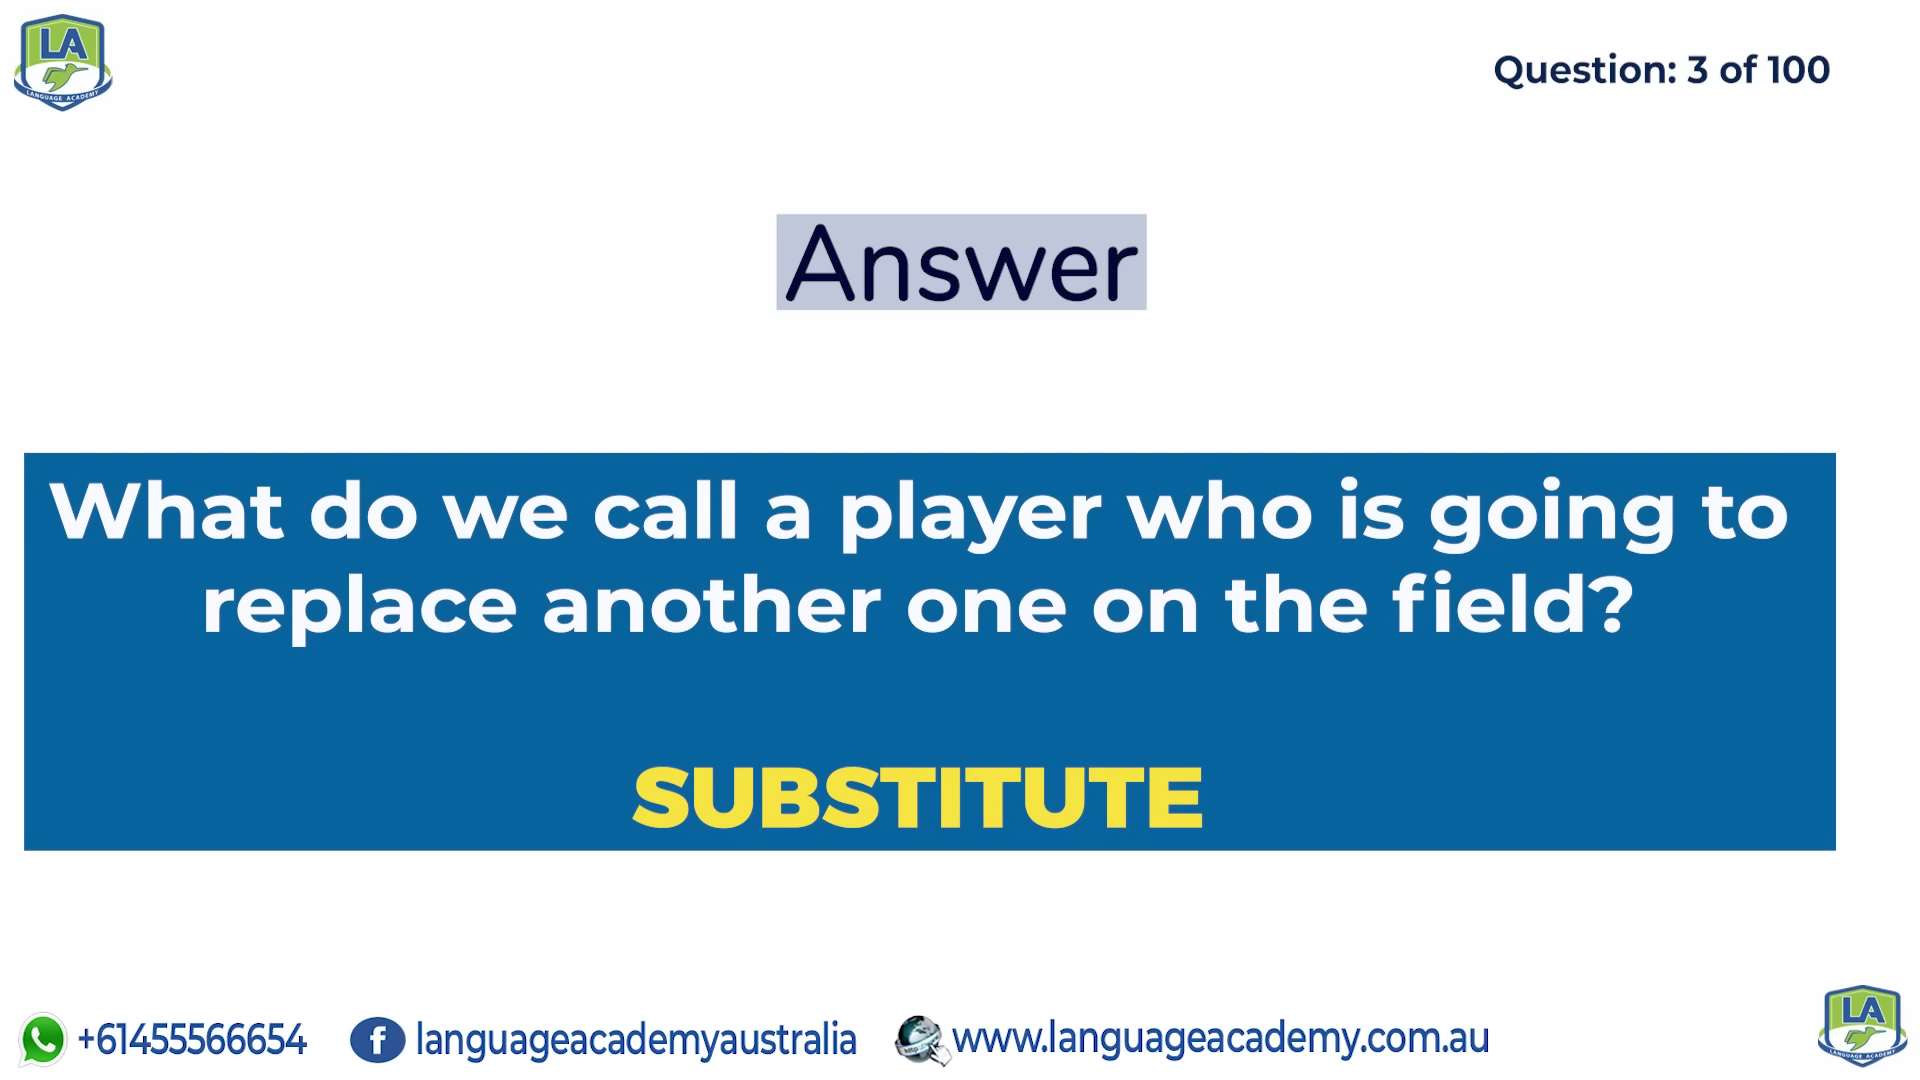 LA
LANGUAGE ACADEMY
Question: 3 of 100
Answer
What do we call a player who is going to
replace another one on the field?
SUBSTITUTE
+61455566654
languageacademyaustralia
www.languageacademy.com.au
LA
LANGUAGE ACADEMY